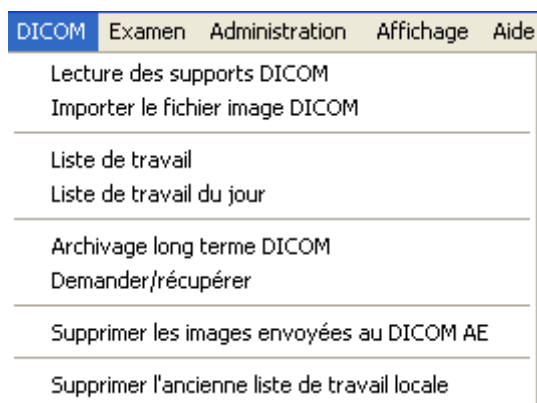 DICOM Examen Administration Affichage Aide
Lecture des supports DICOM
Importer le fichier image DICOM
Liste de travail
Liste de travail du jour
Archivage long terme DICOM
Demander/récupérer
Supprimer les images envoyées au DICOM AE
Supprimer l'ancienne liste de travail locale